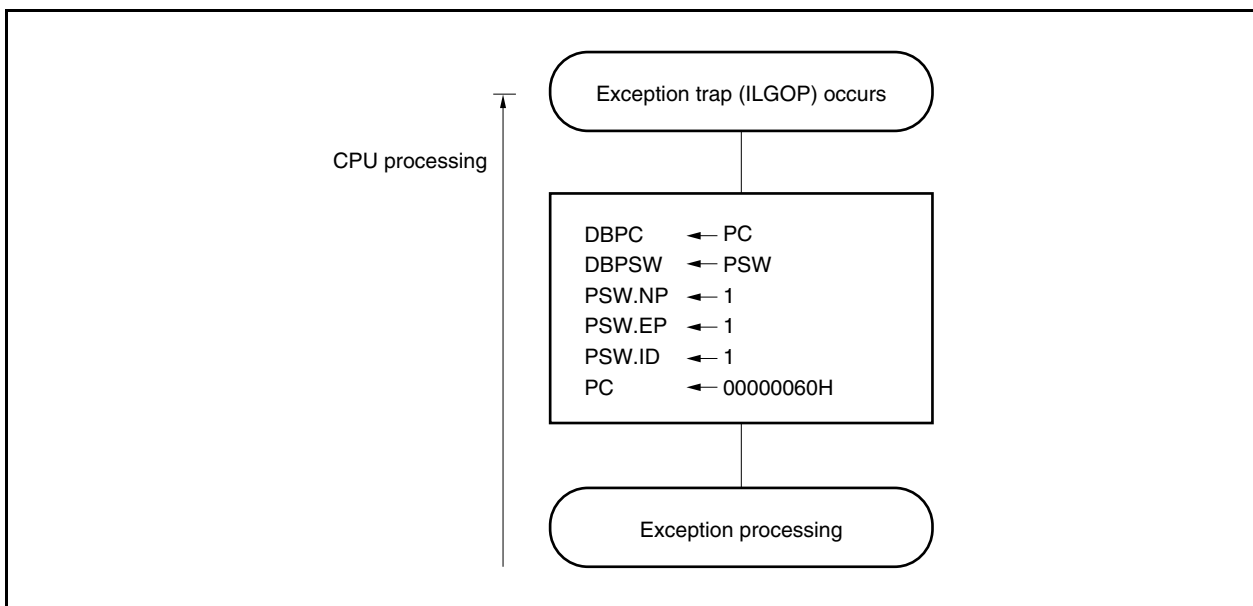 Exception trap (ILGOP) occurs
CPU processing
DBPC ← PC
DBPSW ← PSW
PSW.NP ← 1
PSW.EP ← 1
PSW.ID ← 1
PC ← 00000060H
Exception processing